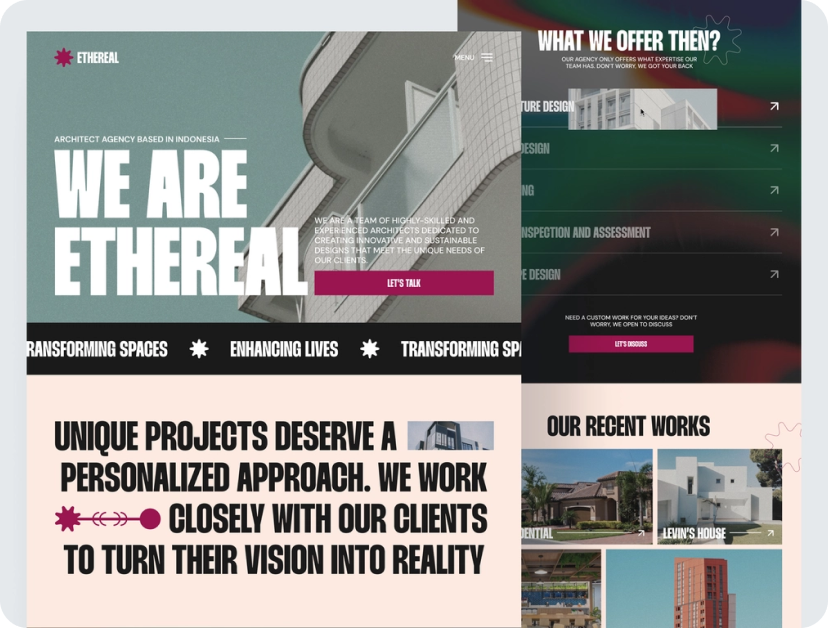 ETHEREAL
MENU
ARCHITECT AGENCY BASED IN INDONESIA
WE ARE
ETHEREAL
WE ARE A TEAM OF HIGHLY-SKILLED AND
EXPERIENCED ARCHITECTS DEDICATED TO
CREATING INNOVATIVE AND SUSTAINABLE
DESIGNS THAT MEET THE UNIQUE NEEDS OF
OUR CLIENTS.
LET'S TALK
RANSFORMING SPACES
ENHANCING LIVES
TRANSFORMING SPA
UNIQUE PROJECTS DESERVE A
PERSONALIZED APPROACH. WE WORK
CLOSELY WITH OUR CLIENTS
TO TURN THEIR VISION INTO REALITY
WHAT WE OFFER THEN?
OUR AGENCY ONLY OFFERS WHAT EXPERTISE OUR
TEAM HAS, DON'T WORRY, WE GOT YOUR BACK
TURE DESIGN
DESIGN
NG
NSPECTION AND ASSESSMENT
PE DESIGN
NEED A CUSTOM WORK FOR YOUR IDEAS? DON'T
WORRY, WE OPEN TO DISCUSS
LET'S DISCUSS
OUR RECENT WORKS
DENTIAL
LEVIN'S HOUSE